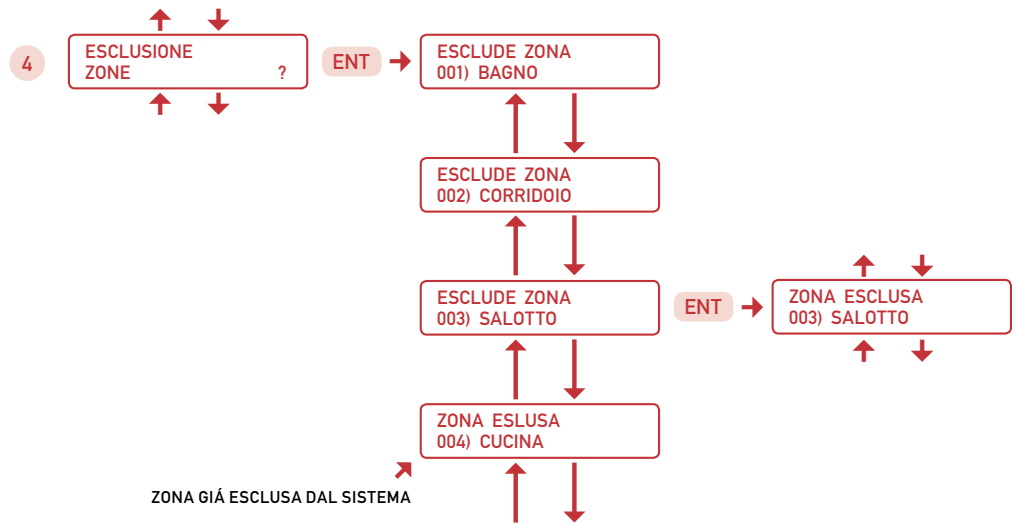 4
ESCLUSIONE
ZONE ?
ENT
ESCLUDE ZONA
001) BAGNO
ESCLUDE ZONA
002) CORRIDOIO
ESCLUDE ZONA
003) SALOTTO
ENT
ZONA ESCLUSA
003) SALOTTO
ZONA ESLUSA
004) CUCINA
ZONA GIÁ ESCLUSA DAL SISTEMA